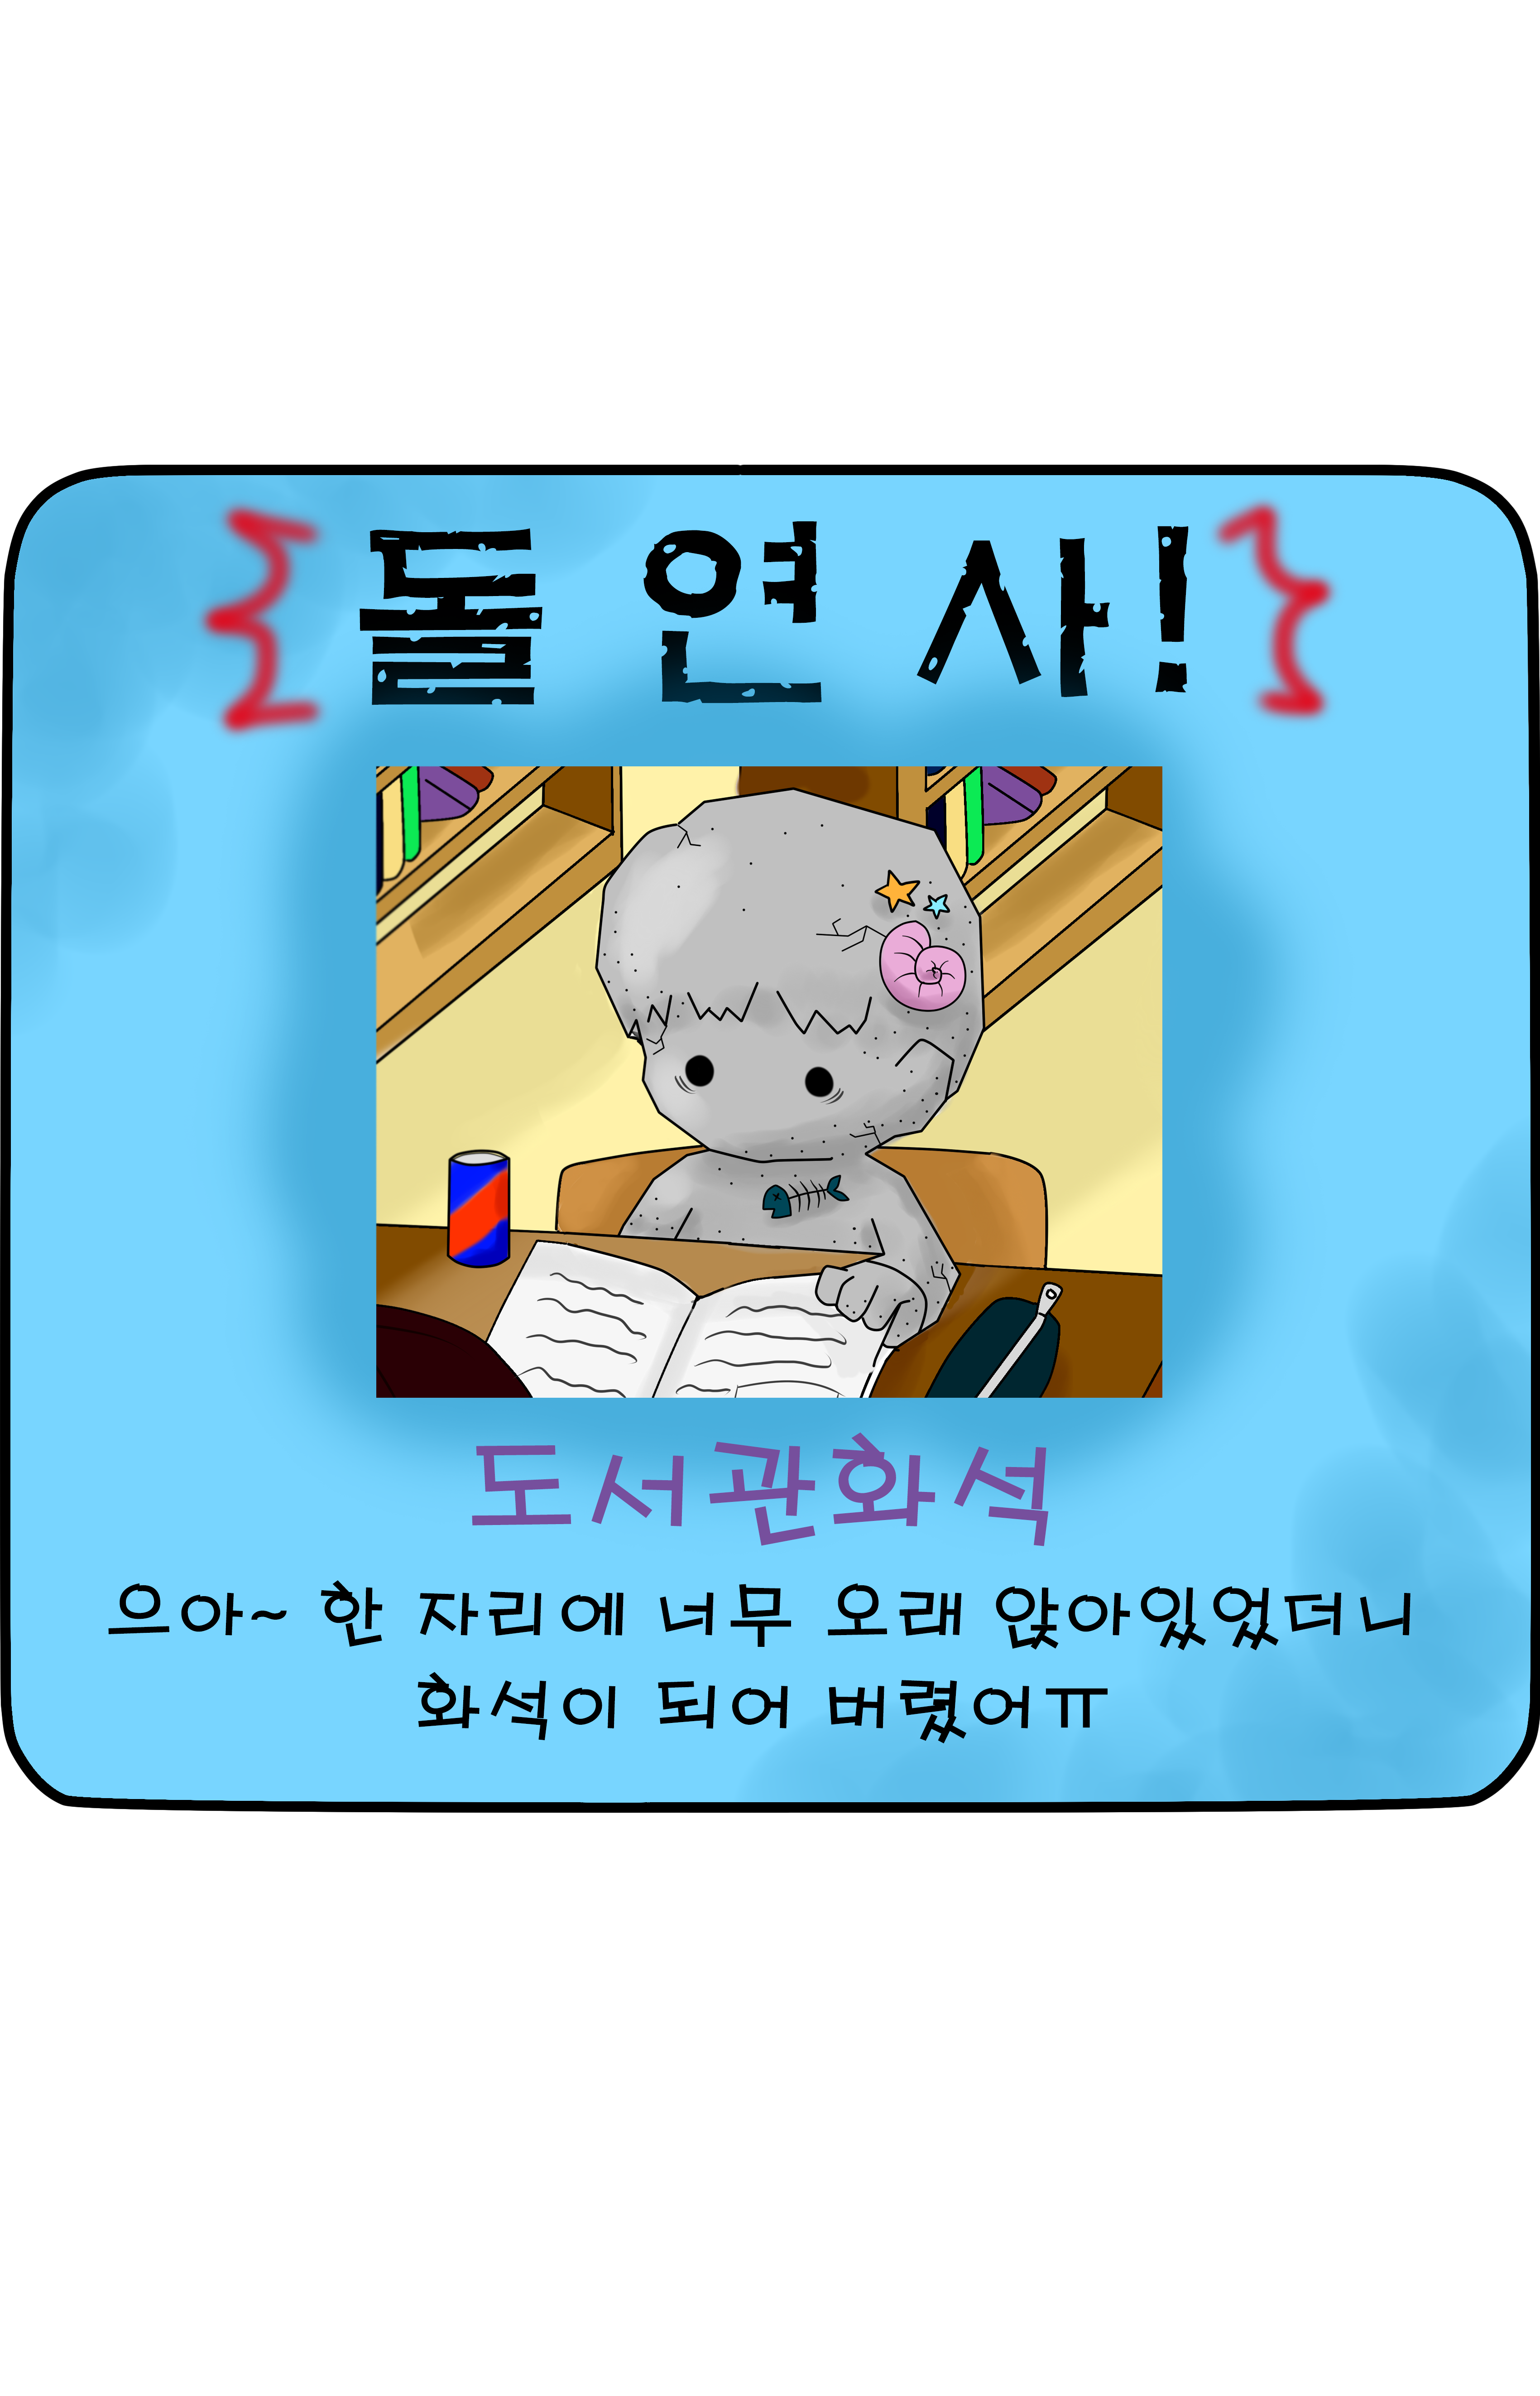 돌연사!
도서관화석
으아~ 한 자리에 너무 오래 앉아있었더니
화석이 되어 버렸어ㅠ